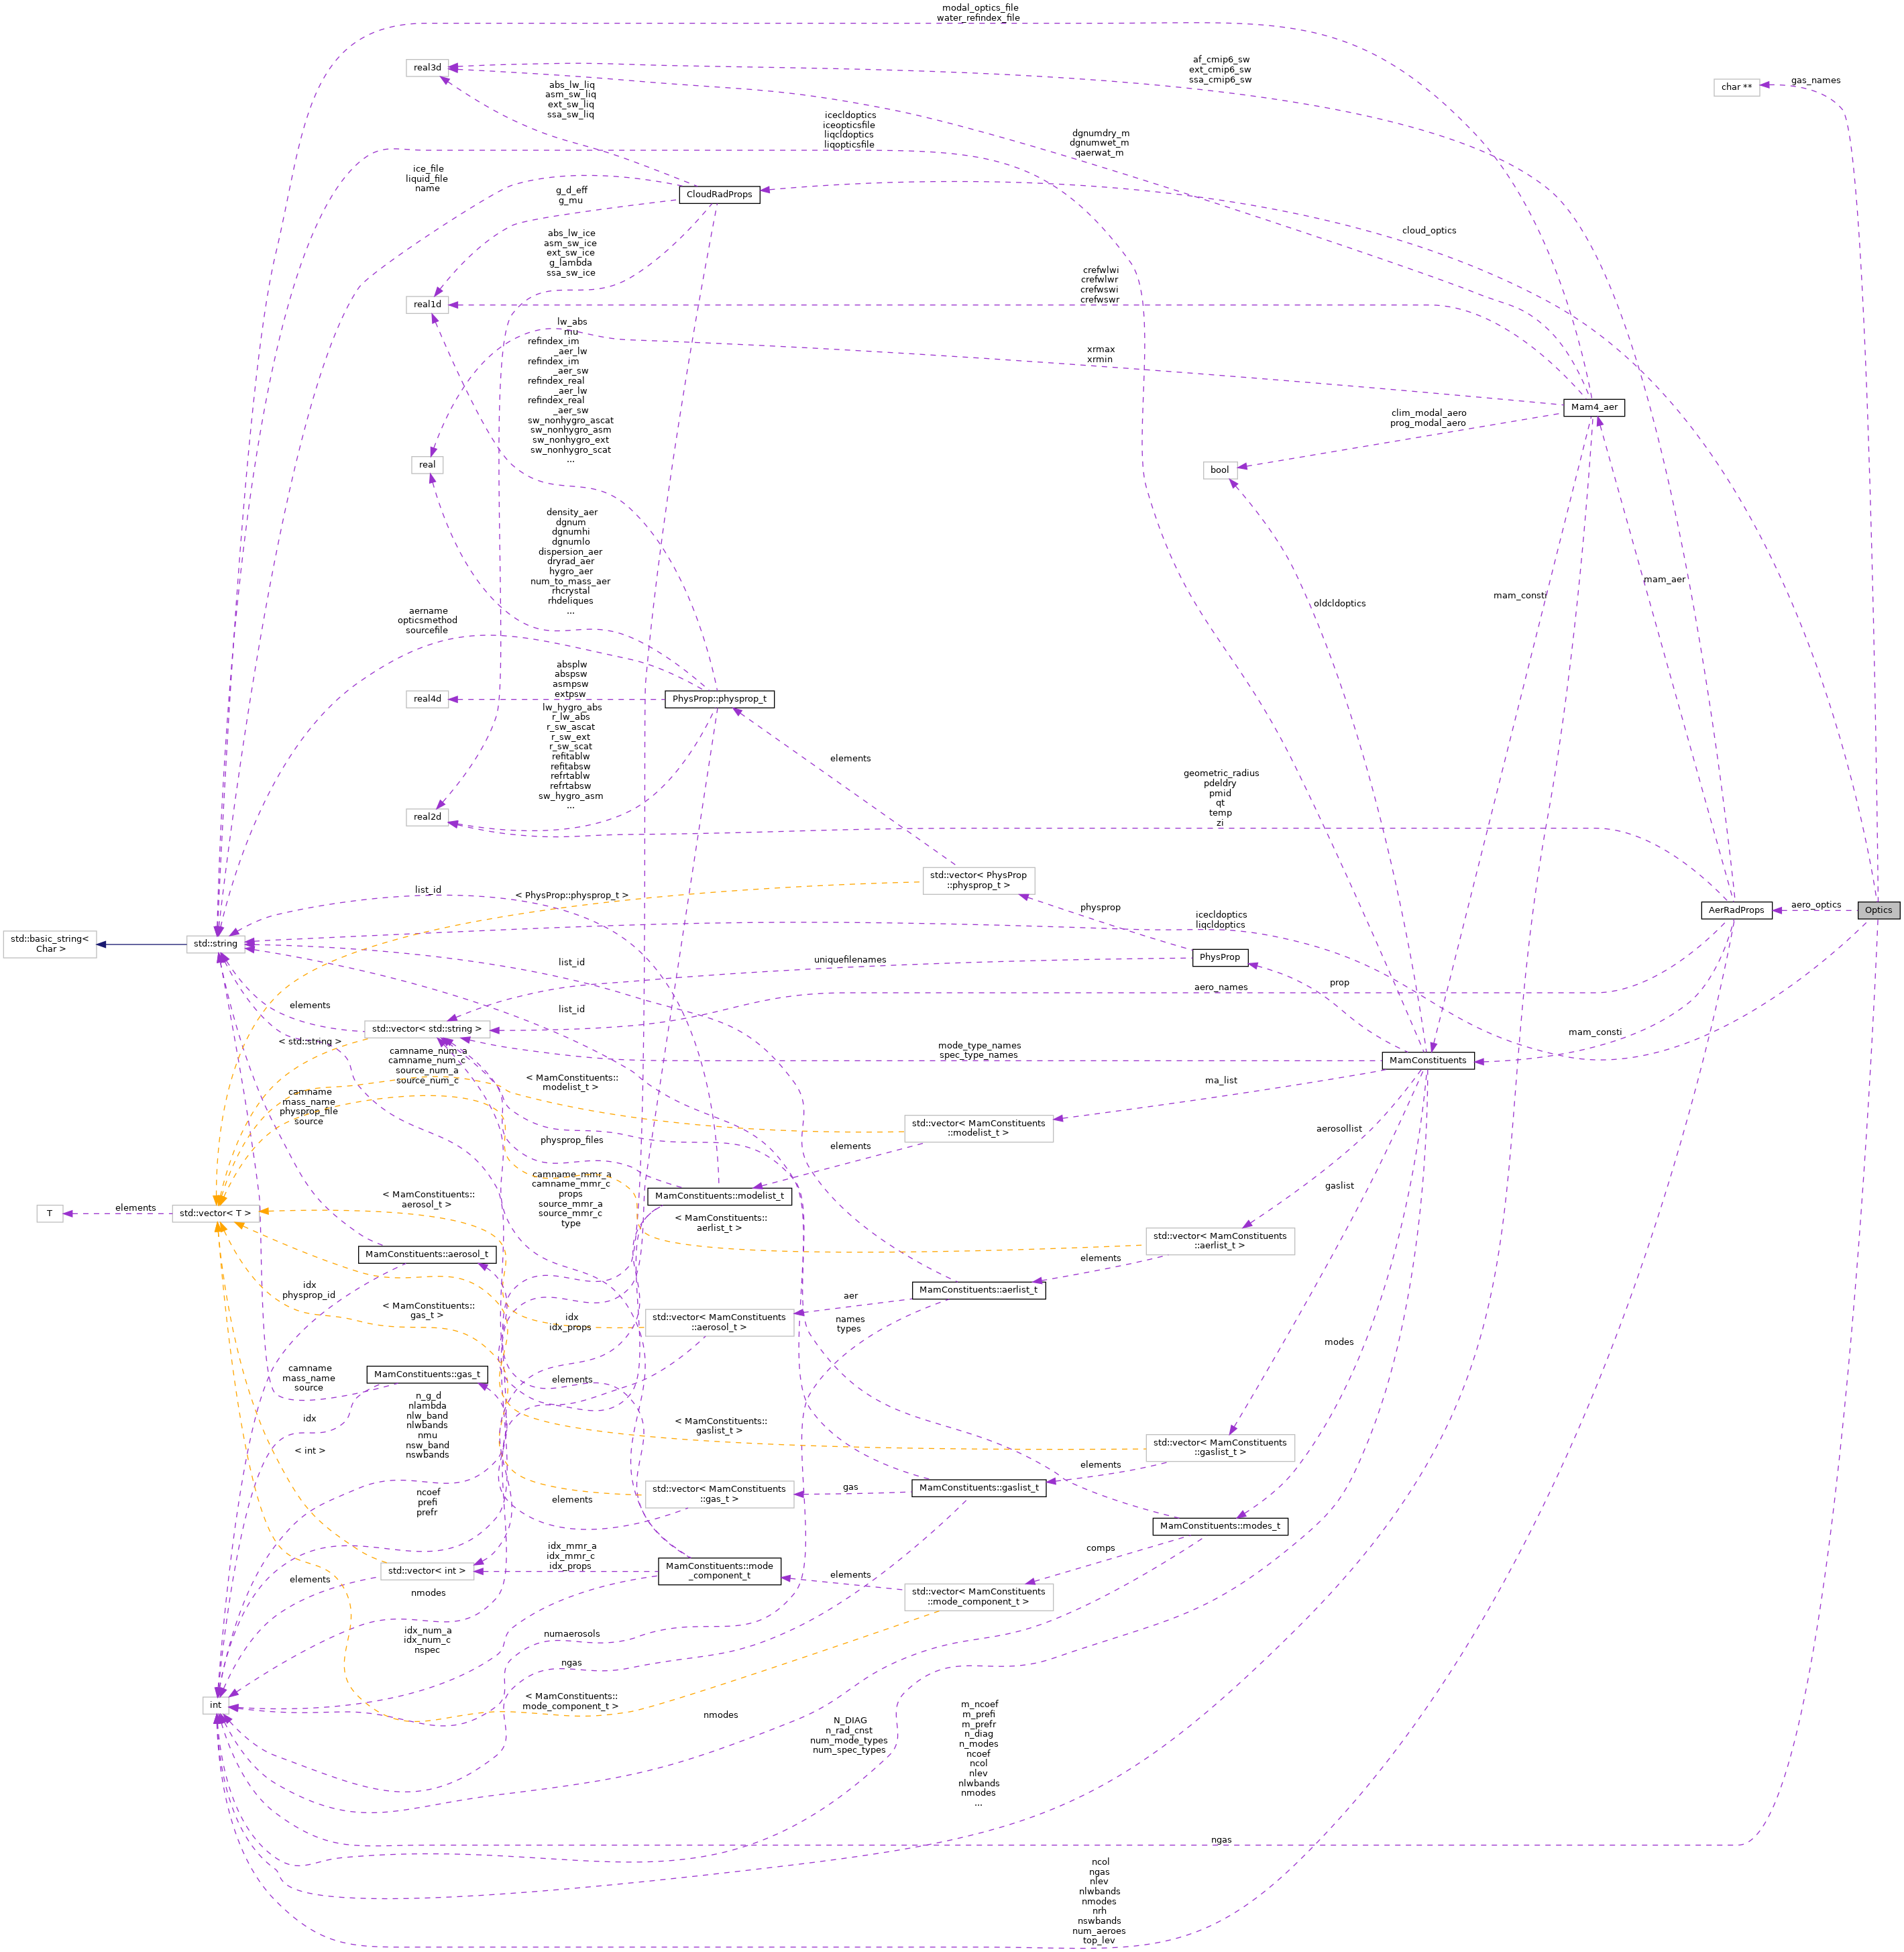 modal_optics_file
water_refindex_file
real3d
af_cmip6_sw
ext_cmip6_sw
ssa_cmip6_sw
char **
gas_names
abs_lw_liq
asm_sw_liq
ext_sw_liq
ssa_sw_liq
icecldoptics
iceopticsfile
liqcldoptics
liqopticsfile
dgnumdry_m
dgnumwet_m
qaerwat_m
ice_file
liquid_file
name
g_d_eff
g_mu
CloudRadProps
cloud_optics
abs_lw_ice
asm_sw_ice
ext_sw_ice
g_lambda
ssa_sw_ice
crefwlwi
crefwlwr
crefwswi
crefwswr
real1d
lw_abs
mu
refindex_im
_aer_lw
refindex_im
_aer_sw
refindex_real
_aer_lw
refindex_real
_aer_sw
sw_nonhygro_ascat
sw_nonhygro_asm
sw_nonhygro_ext
sw_nonhygro_scat
...
xrmax
xrmin
Mam4_aer
clim_modal_aero
prog_modal_aero
real
bool
density_aer
dgnum
dgnumhi
dgnumlo
dispersion_aer
dryrad_aer
hygro_aer
num_to_mass_aer
rhcrystal
rhdeliques
...
mam_aer
mam_consti
oldcldoptics
aername
opticsmethod
sourcefile
absplw
abspsw
asmpsw
extpsw
real4d
PhysProp::physprop_t
lw_hygro_abs
r_lw_abs
r_sw_ascat
r_sw_ext
r_sw_scat
refitablw
refitabsw
refrtablw
refrtabsw
sw_hygro_asm
...
elements
real2d
geometric_radius
pdeldry
pmid
qt
temp
zi
std::vector< PhysProp
::physprop_t >
list_id
< PhysProp::physprop_t >
physprop
AerRadProps
aero_optics
Optics
icecldoptics
liqcldoptics
std::basic_string<
Char >
std::string
PhysProp
uniquefilenames
list_id
prop
aero_names
elements
list_id
std::vector< std::string >
mam_consti
< std::string >
mode_type_names
spec_type_names
MamConstituents
camname_num_a
camname_num_c
source_num_a
source_num_c
< MamConstituents::
modelist_t >
ma_list
camname
mass_name
physprop_file
source
std::vector< MamConstituents
::modelist_t >
aerosollist
physprop_files
elements
camname_mmr_a
camname_mmr_c
props
source_mmr_a
source_mmr_c
type
MamConstituents::modelist_t
gaslist
T
elements
std::vector< T >
< MamConstituents::
aerosol_t >
< MamConstituents::
aerlist_t >
std::vector< MamConstituents
::aerlist_t >
MamConstituents::aerosol_t
elements
idx
physprop_id
MamConstituents::aerlist_t
aer
< MamConstituents::
gas_t >
idx
idx_props
std::vector< MamConstituents
::aerosol_t >
names
types
modes
camname
mass_name
source
MamConstituents::gas_t
elements
n_g_d
nlambda
nlw_band
nlwbands
nmu
nsw_band
nswbands
idx
< MamConstituents::
gaslist_t >
std::vector< MamConstituents
::gaslist_t >
< int >
elements
gas
MamConstituents::gaslist_t
ncoef
prefi
prefr
elements
std::vector< MamConstituents
::gas_t >
MamConstituents::modes_t
idx_mmr_a
idx_mmr_c
idx_props
comps
std::vector< int >
MamConstituents::mode
_component_t
elements
elements
nmodes
std::vector< MamConstituents
::mode_component_t >
idx_num_a
idx_num_c
nspec
numaerosols
ngas
int
< MamConstituents::
mode_component_t >
nmodes
N_DIAG
n_rad_cnst
num_mode_types
num_spec_types
m_ncoef
m_prefi
m_prefr
n_diag
n_modes
ncoef
ncol
nlev
nlwbands
nmodes
...
ngas
ncol
ngas
nlev
nlwbands
nmodes
nrh
nswbands
num_aeroes
top_lev